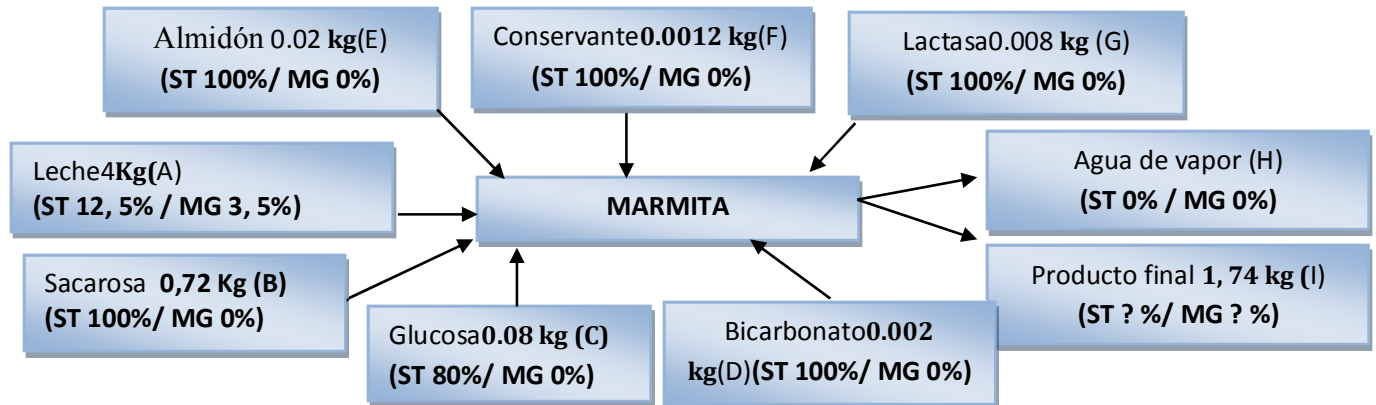 Almidón 0.02 kg(E)
(ST 100%/ MG 0%)
Conservante0.0012 kg(F)
(ST 100%/ MG 0%)
Lactasa0.008 kg (G)
(ST 100%/ MG 0%)
Leche4Kg(A)
(ST 12, 5% / MG 3, 5%)
MARMITA
Agua de vapor (H)
(ST 0% / MG 0%)
Sacarosa 0,72 Kg (B)
(ST 100%/ MG 0%)
Glucosa0.08 kg (C)
(ST 80%/ MG 0%)
Bicarbonato0.002
kg(D)(ST 100%/ MG 0%)
Producto final 1, 74 kg (I)
(ST ? %/ MG ? %)